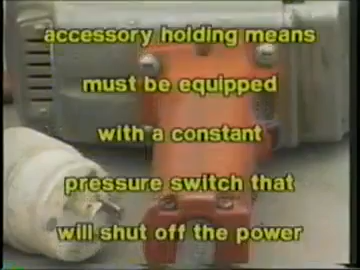 accessory holding means
must be equipped
with a constant
pressure switch that
will shut off the power